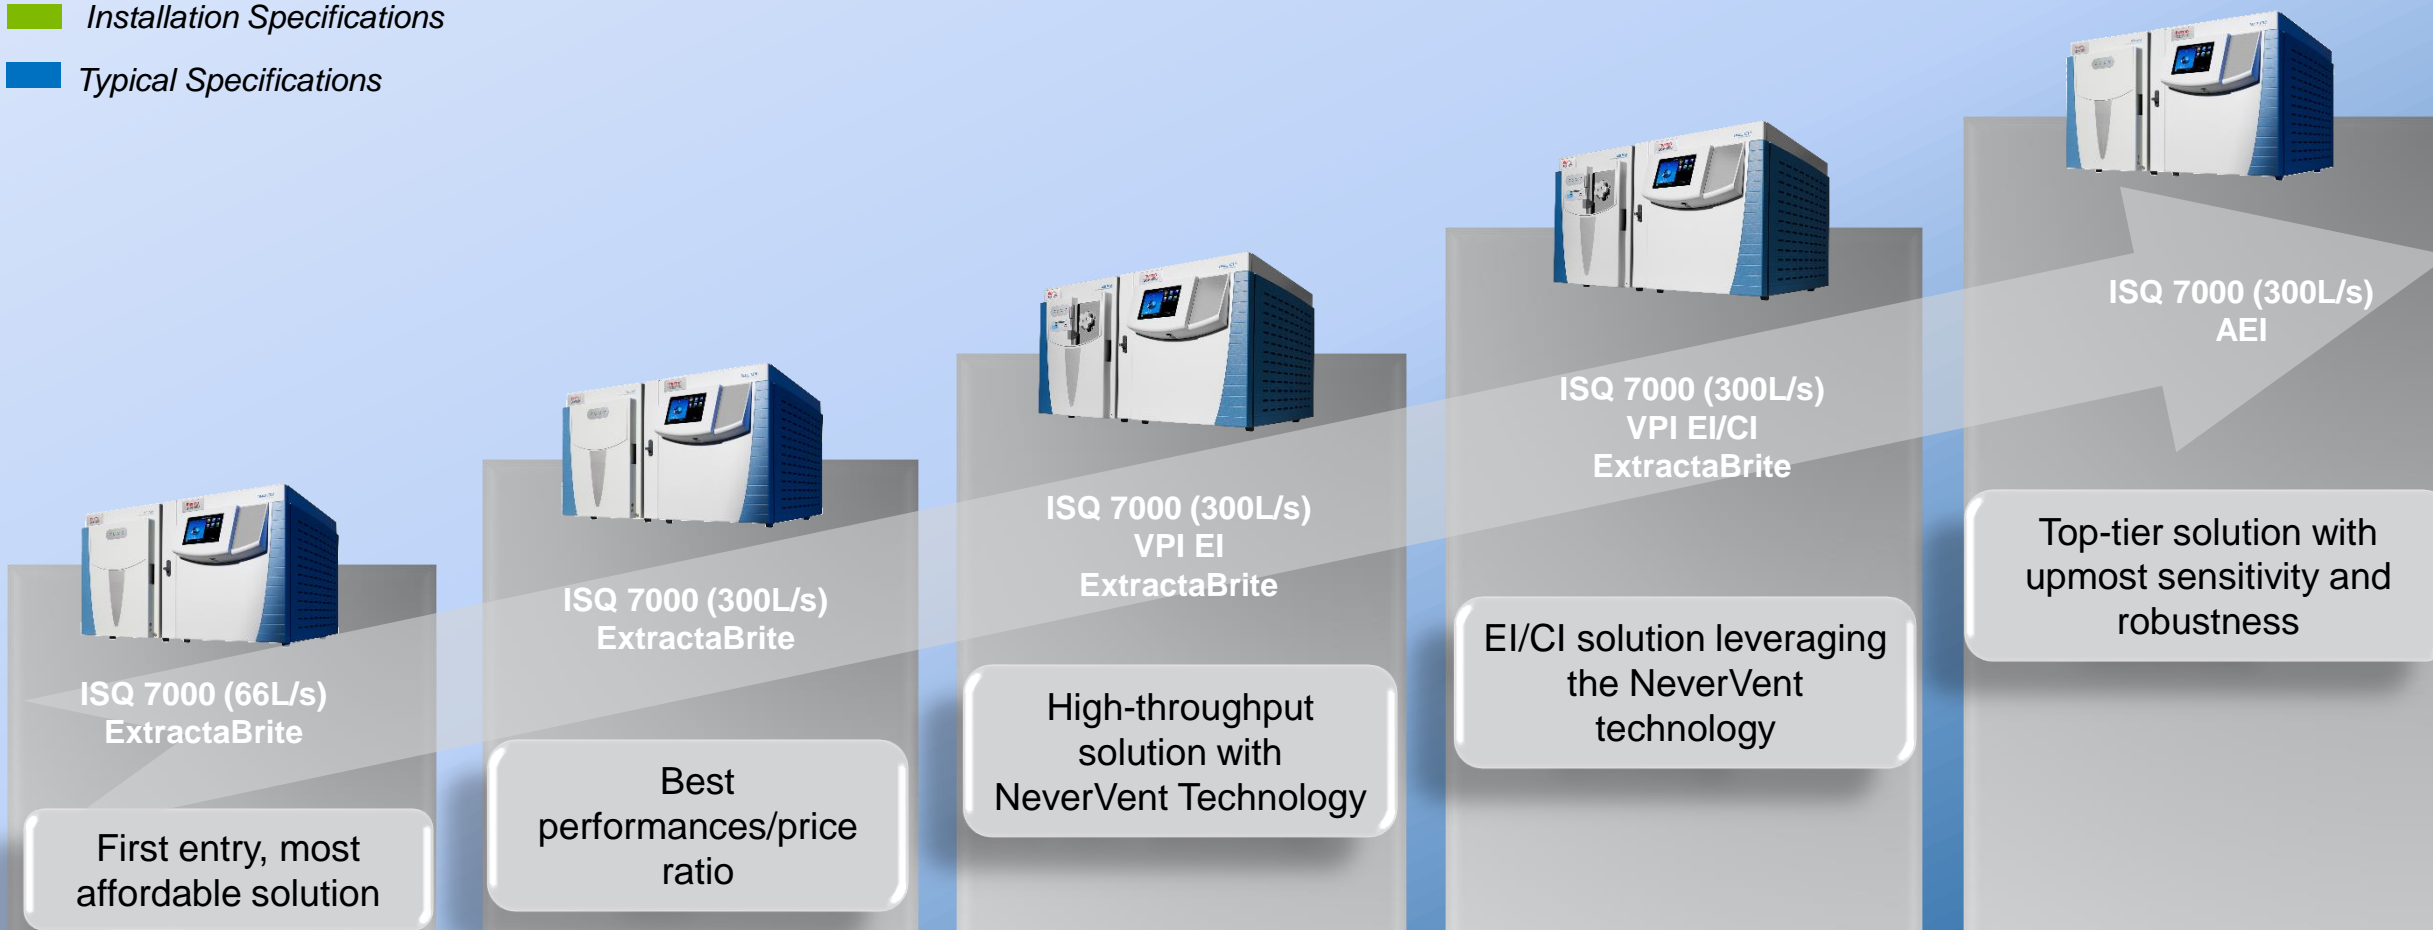 Installation Specifications
Typical Specifications
ISQ 7000 (66L/s)
ExtractaBrite
First entry, most
affordable solution
ISQ 7000 (300L/s)
ExtractaBrite
Best
performances/price
ratio
ISQ 7000 (300L/s)
VPI EI
ExtractaBrite
High-throughput
solution with
NeverVent Technology
ISQ 7000 (300L/s)
VPI EI/CI
ExtractaBrite
EI/CI solution leveraging
the NeverVent
technology
ISQ 7000 (300L/s)
AEI
Top-tier solution with
upmost sensitivity and
robustness